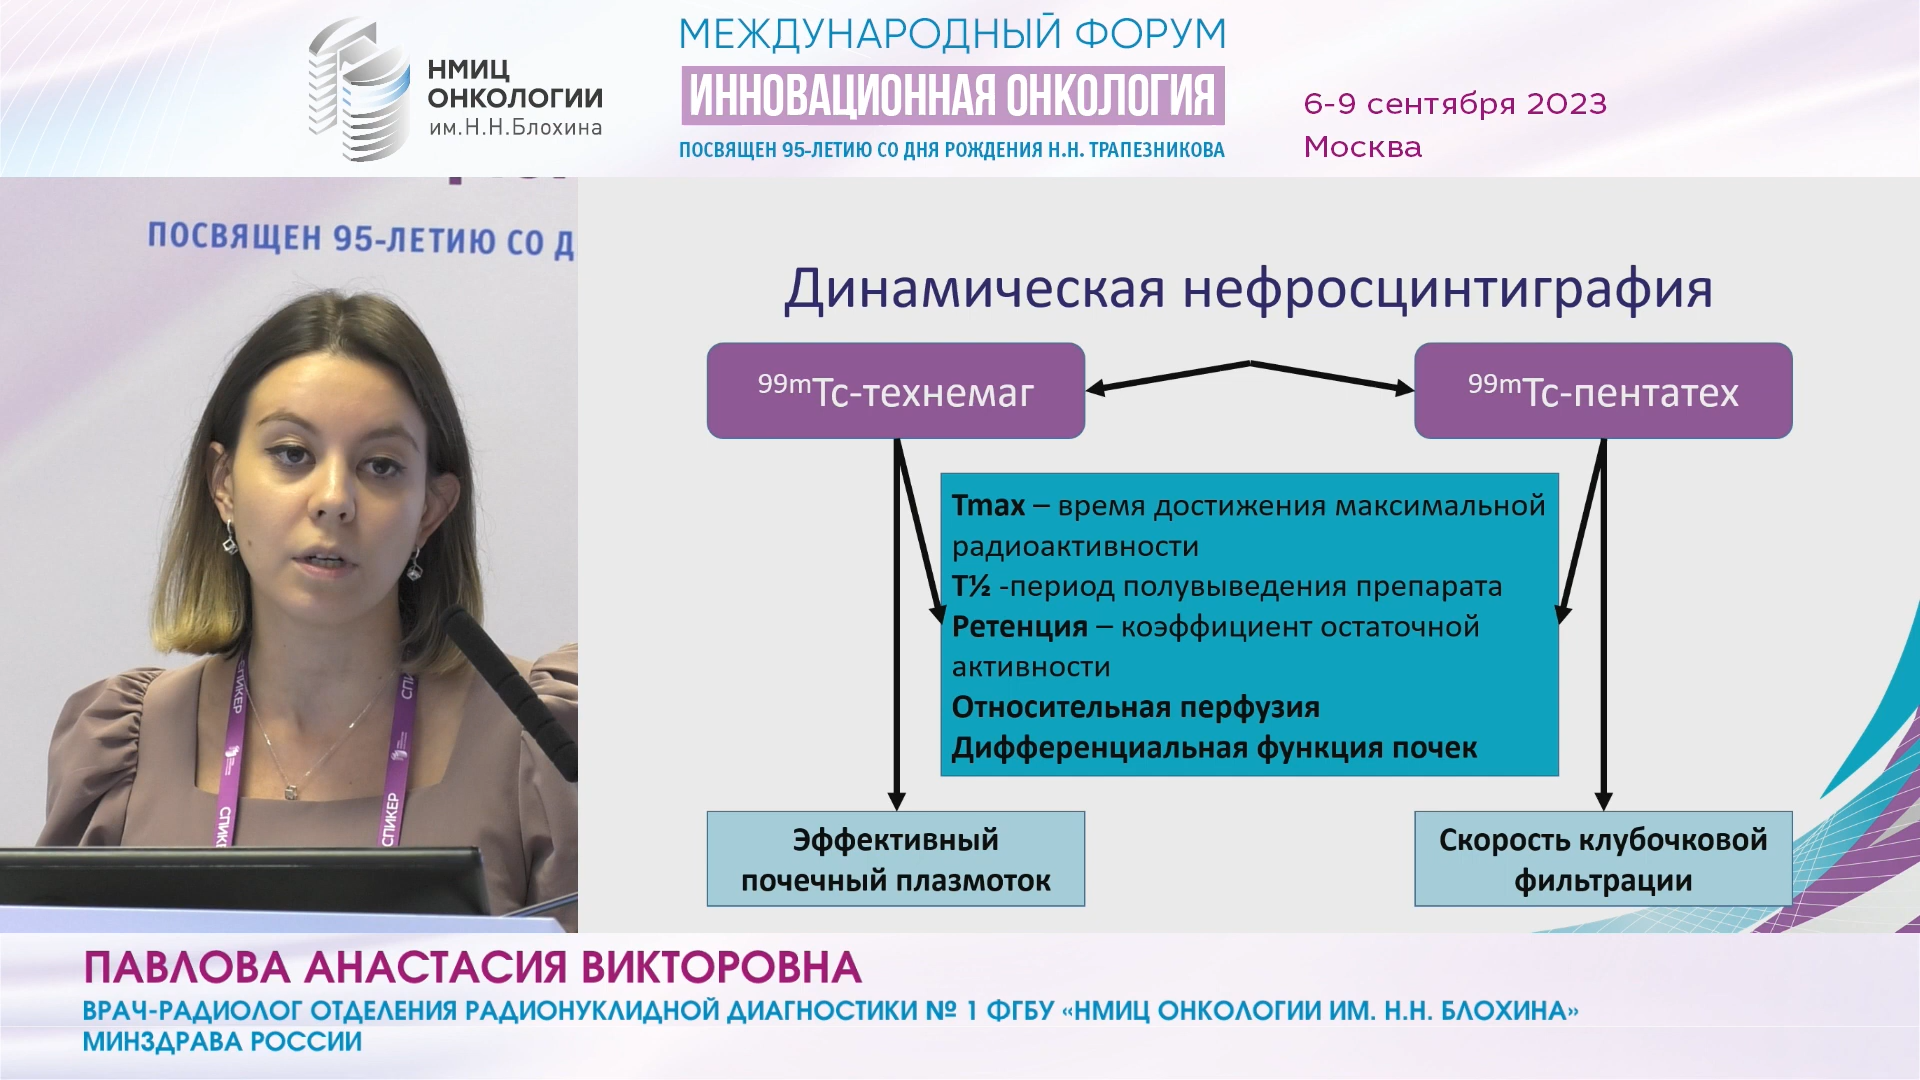 НМИЦ
ОНКОЛОГИИ
им.Н.Н.Блохина
МЕЖДУНАРОДНЫЙ ФОРУМ
ИННОВАЦИОННАЯ ОНКОЛОГИЯ
ПОСВЯЩЕН 95-ЛЕТИЮ СО ДНЯ РОЖДЕНИЯ Н.Н. ТРАПЕЗНИКОВА
6-9 сентября 2023
Москва
ПОСВЯЩЕН 95-ЛЕТИЮ СО Д
СПИКЕР
СПИКЕР
Динамическая нефросцинтиграфия
99mТс-технемаг
99mТс-пентатех
Tmax – время достижения максимальной
радиоактивности
T½ -период полувыведения препарата
Ретенция – коэффициент остаточной
активности
Относительная перфузия
Дифференциальная функция почек
Эффективный
почечный плазмоток
Скорость клубочковой
фильтрации
ПАВЛОВА АНАСТАСИЯ ВИКТОРОВНА
ВРАЧ-РАДИОЛОГ ОТДЕЛЕНИЯ РАДИОНУКЛИДНОЙ ДИАГНОСТИКИ № 1 ФГБУ «НМИЦ ОНКОЛОГИИ ИМ. Н.Н. БЛОХИНА»
МИНЗДРАВА РОССИИ